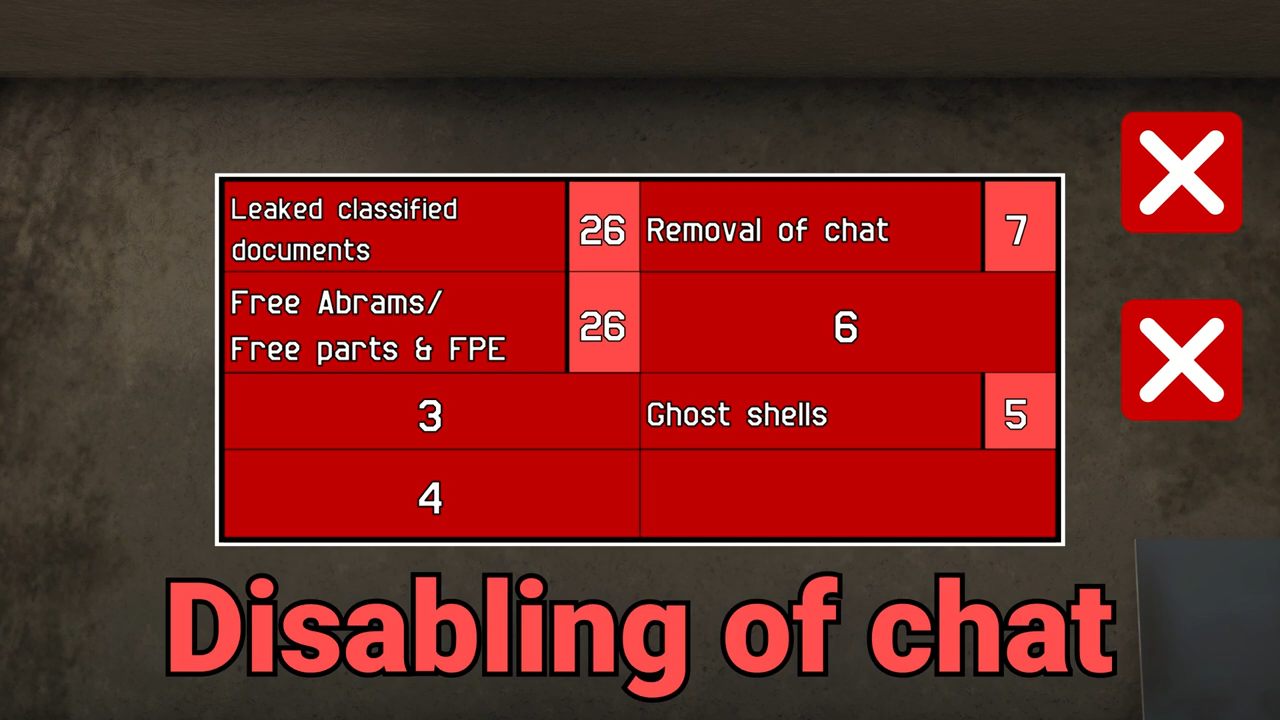 Leaked classified
documents
26
Removal of chat
7
Free Abrams/
Free parts & FPE
26
6
3
Ghost shells
5
4
Disabling of chat